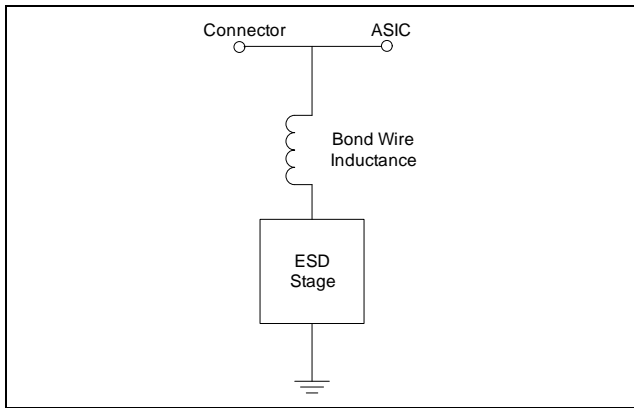 Connector
ASIC
Bond Wire
Inductance
ESD
Stage